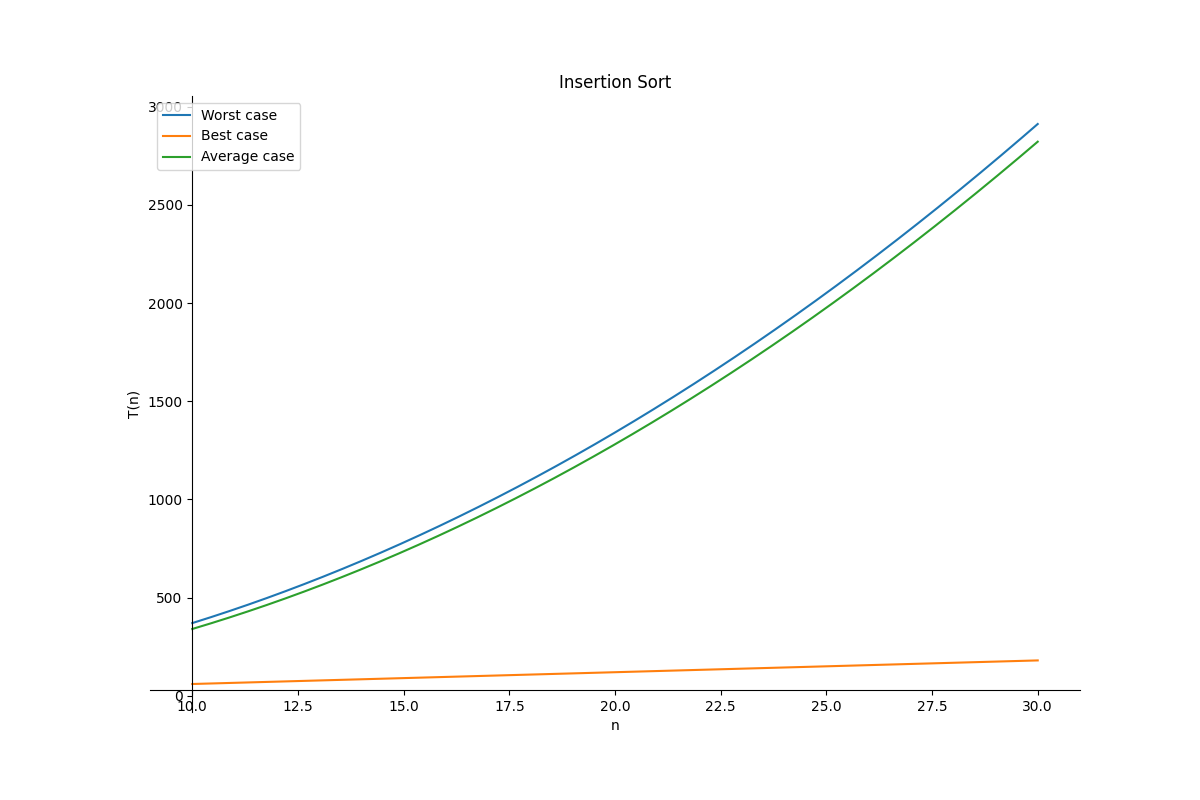 Insertion Sort
3000
Worst case
Best case
Average case
2500
2000
1500
1000
500
0
T(n)
10.0 12.5 15.0 17.5 20.0 22.5 25.0 27.5 30.0
n